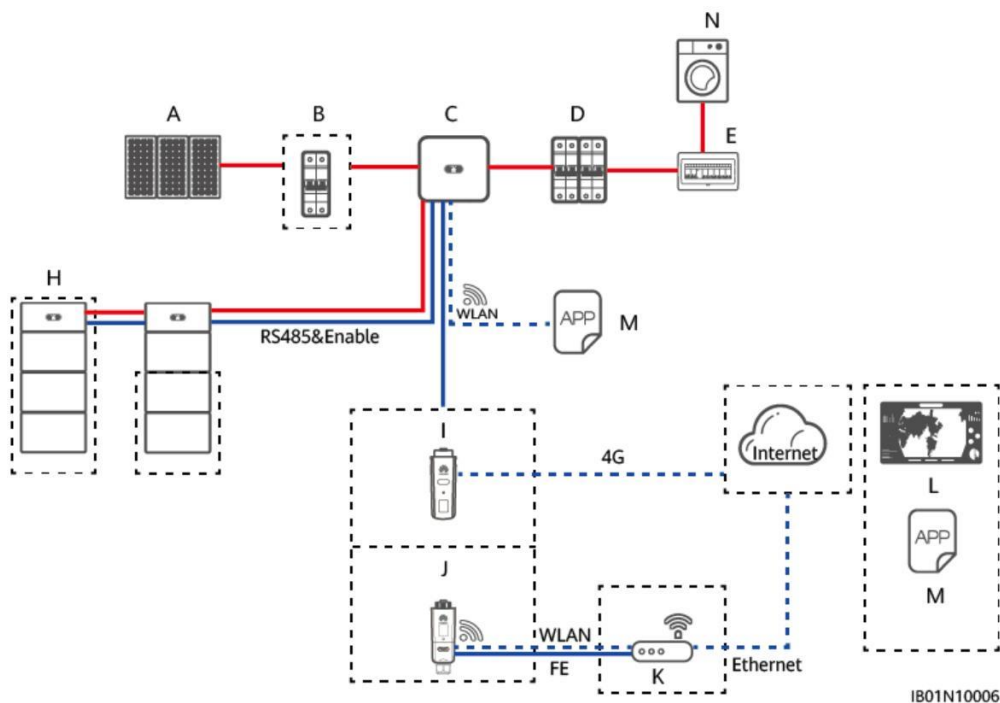 N
A
B
C
D
E
H
WLAN
APP
M
RS485&Enable
I
4G
Internet
L
APP
M
J
WLAN
FE
K
Ethernet
IB01N10006